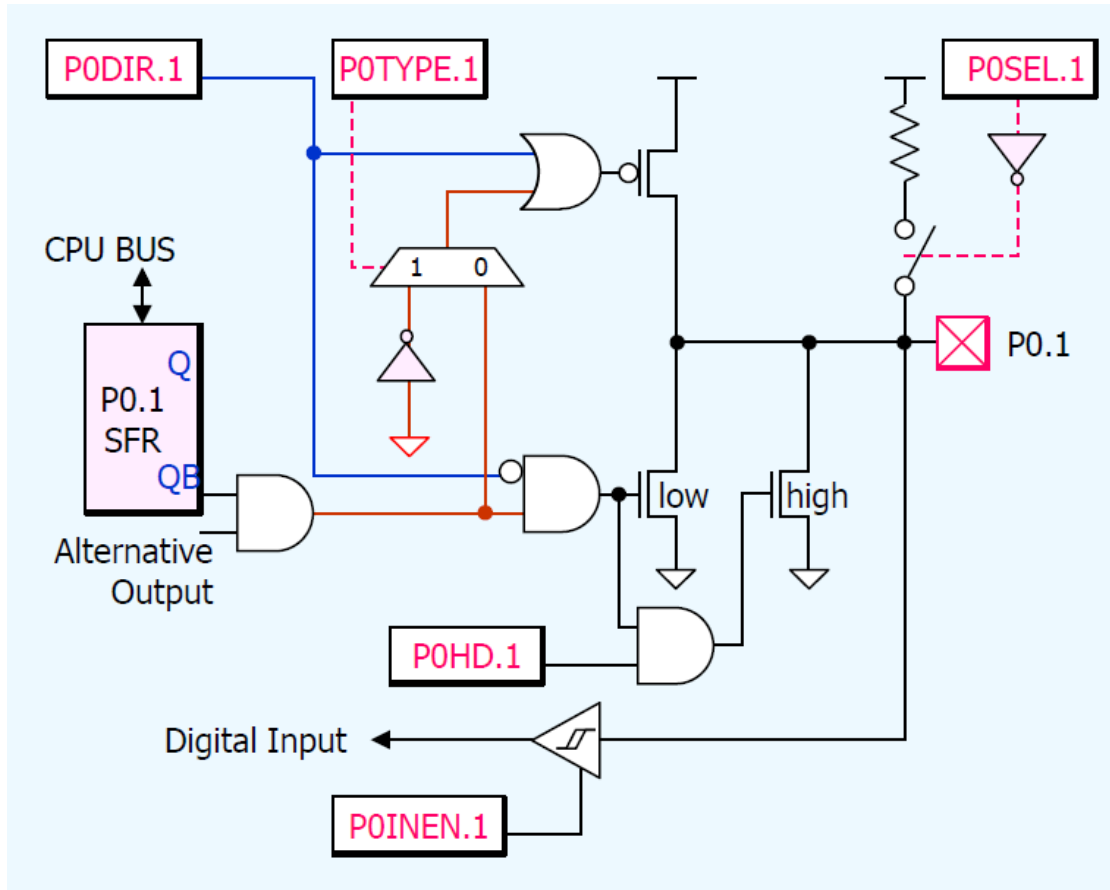 P0DIR.1
P0TYPE.1
P0SEL.1
CPU BUS
1
0
Q
P0.1
SFR
QB
P0.1
low
high
Alternative
Output
P0HD.1
Digital Input
P0INEN.1